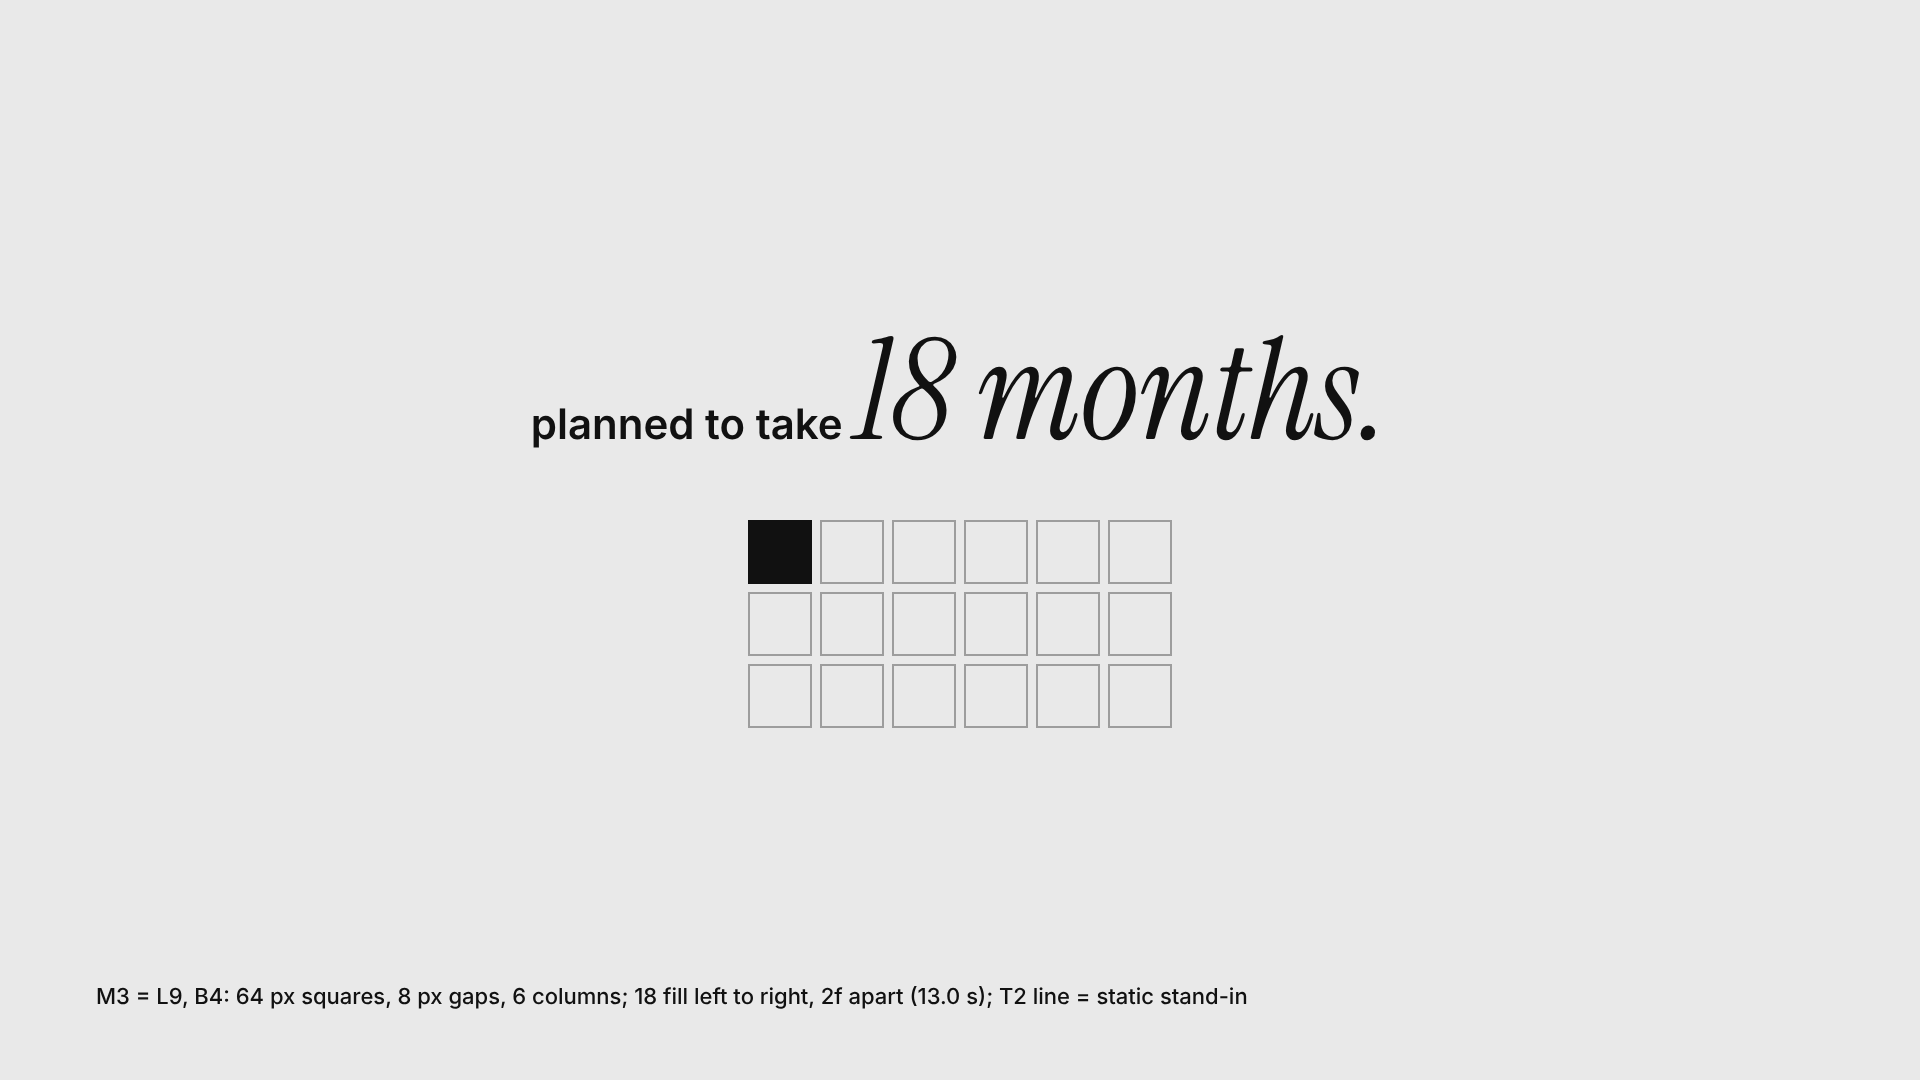 planned to take 18 months.
M3 = L9, B4: 64 px squares, 8 px gaps, 6 columns; 18 fill left to right, 2f apart (13.0 s); T2 line = static stand-in